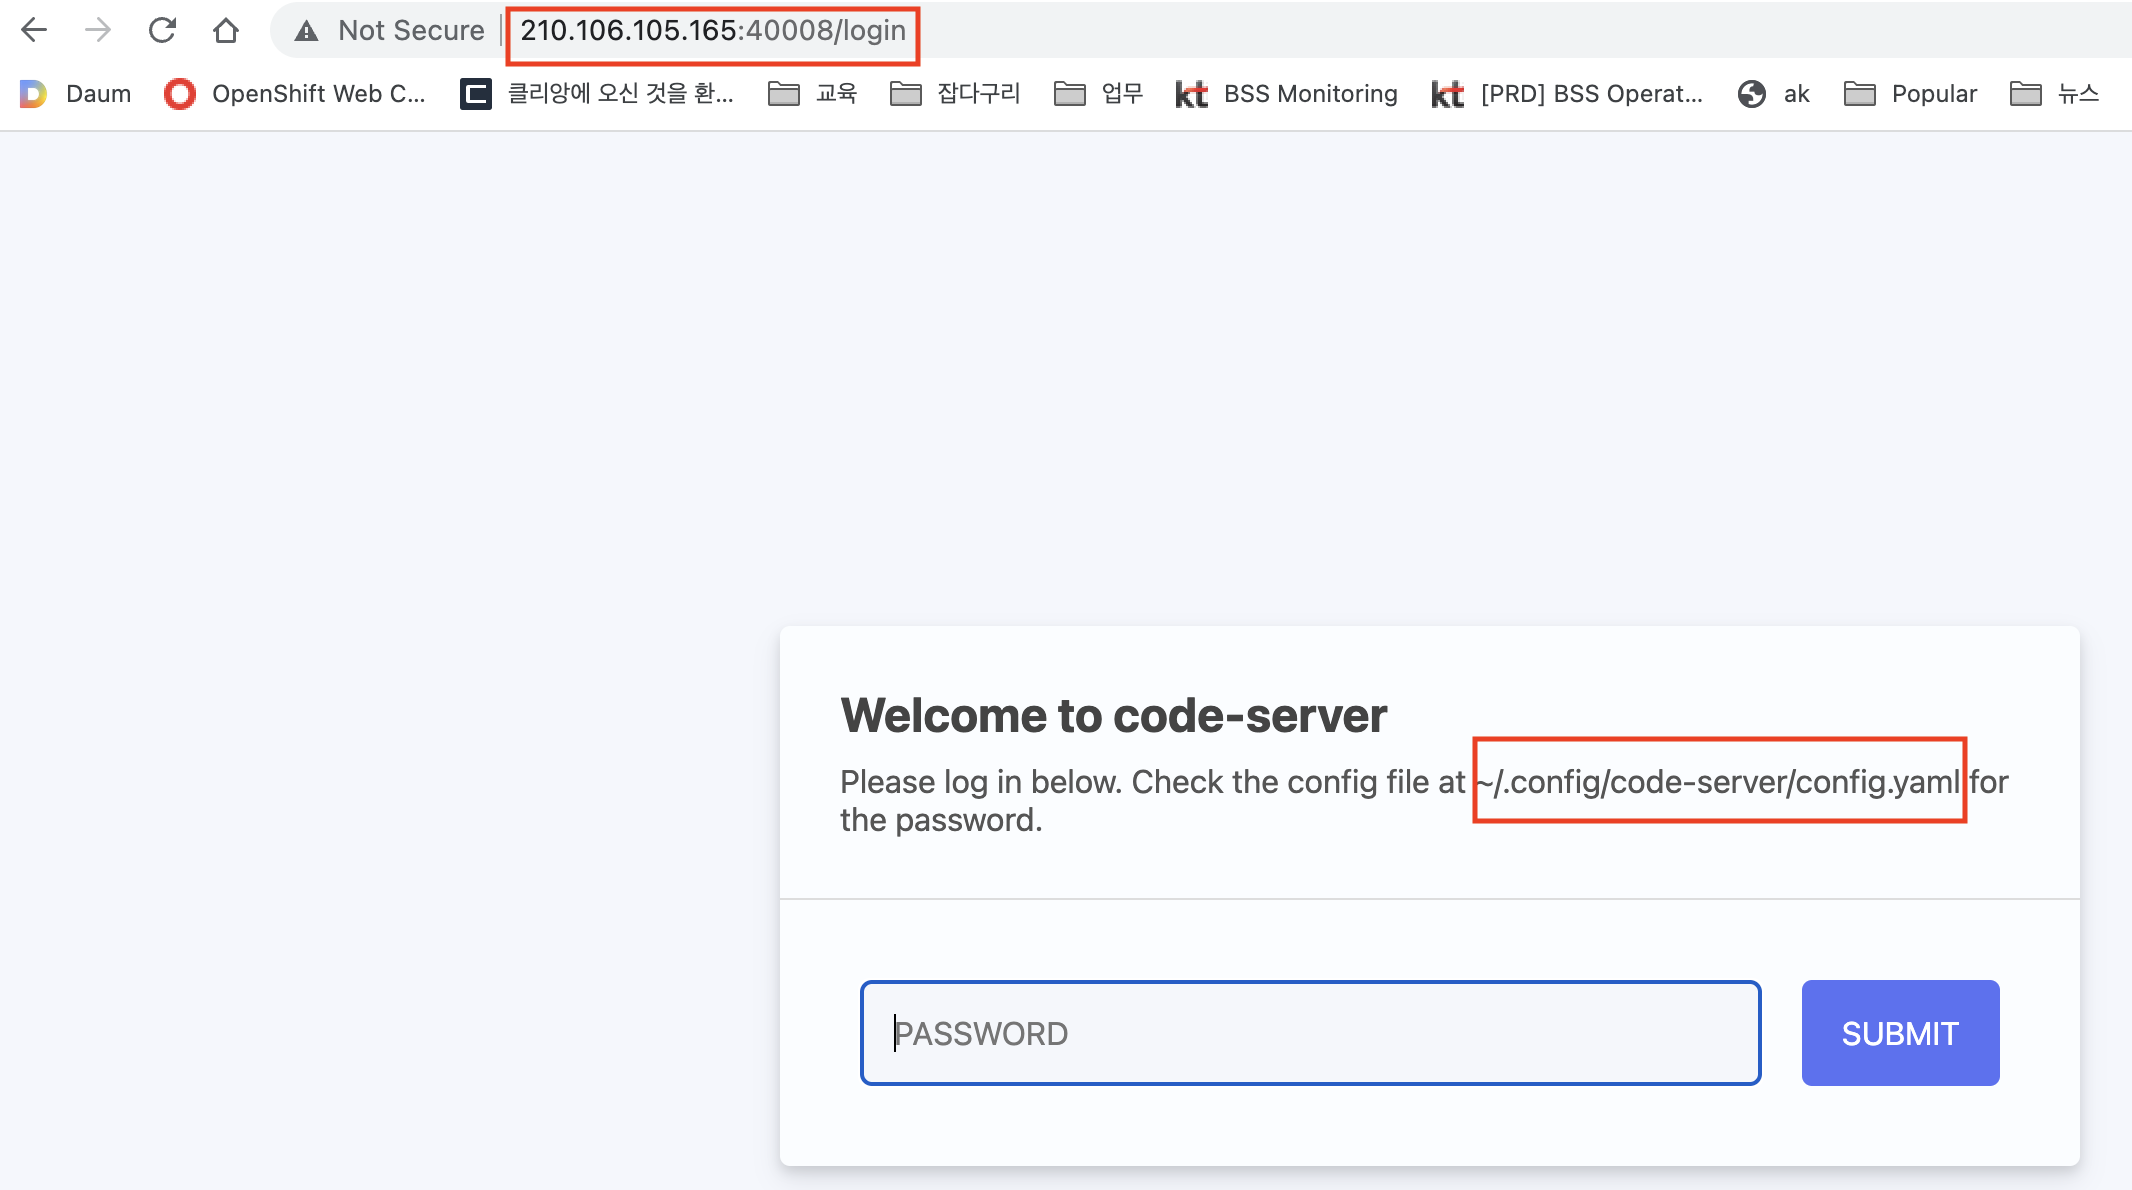 Not Secure 210.106.105.165:40008/login
Daum OpenShift Web C... 클리앙에 오신 것을 환... 교육 잡다구리 업무 kt BSS Monitoring kt [PRD] BSS Operat... ak Popular 뉴스
Welcome to code-server
Please log in below. Check the config file at ~/.config/code-server/config.yaml for
the password.
PASSWORD SUBMIT